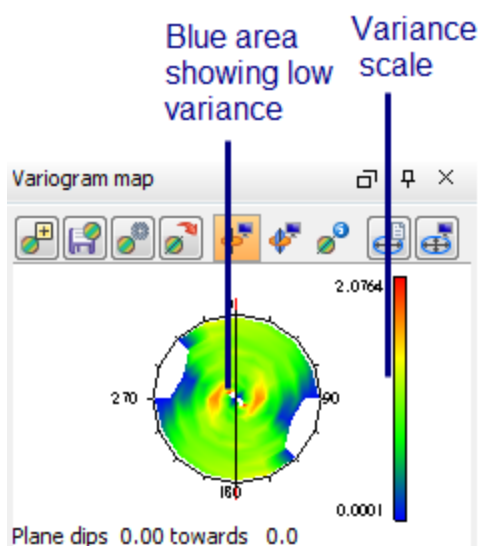 Blue area
showing low
variance
Variance
scale
Variogram map
2.0764
270
90
180
0.0001
Plane dips 0.00 towards 0.0